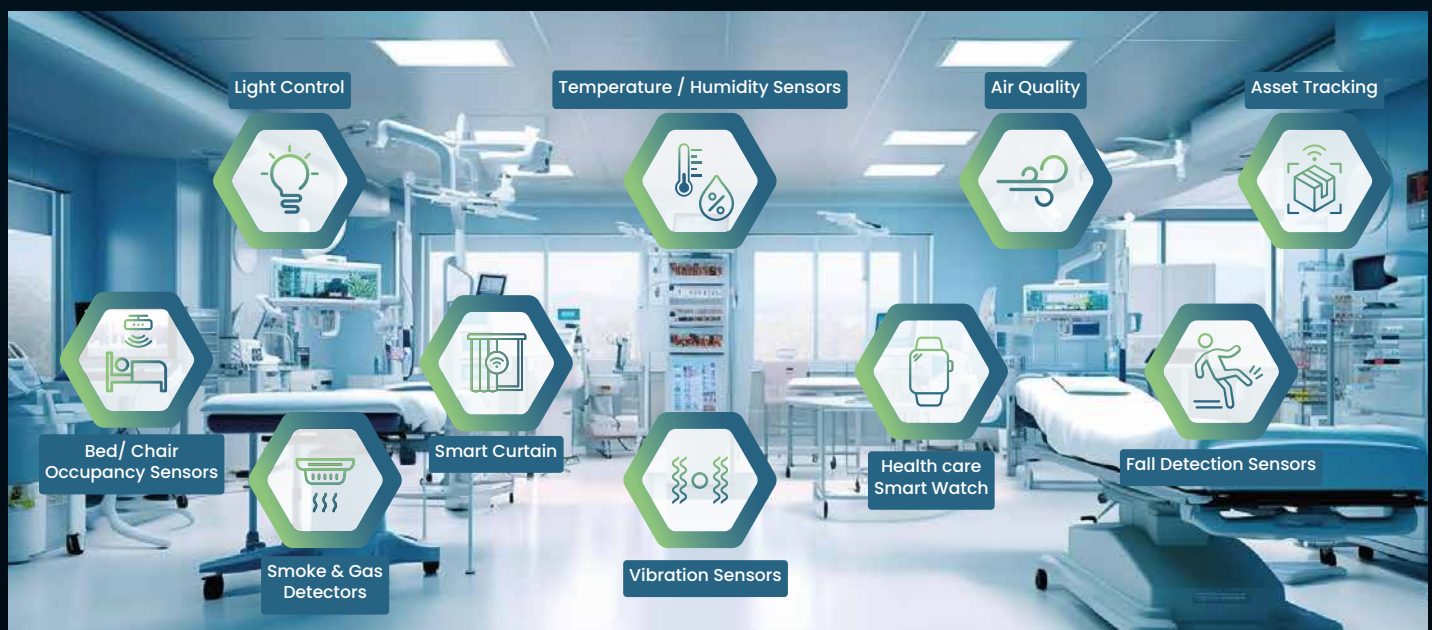 Light Control
Temperature / Humidity Sensors
Air Quality
Asset Tracking
Bed/ Chair
Occupancy Sensors
Smart Curtain
Health care
Smart Watch
Fall Detection Sensors
Smoke & Gas
Detectors
Vibration Sensors